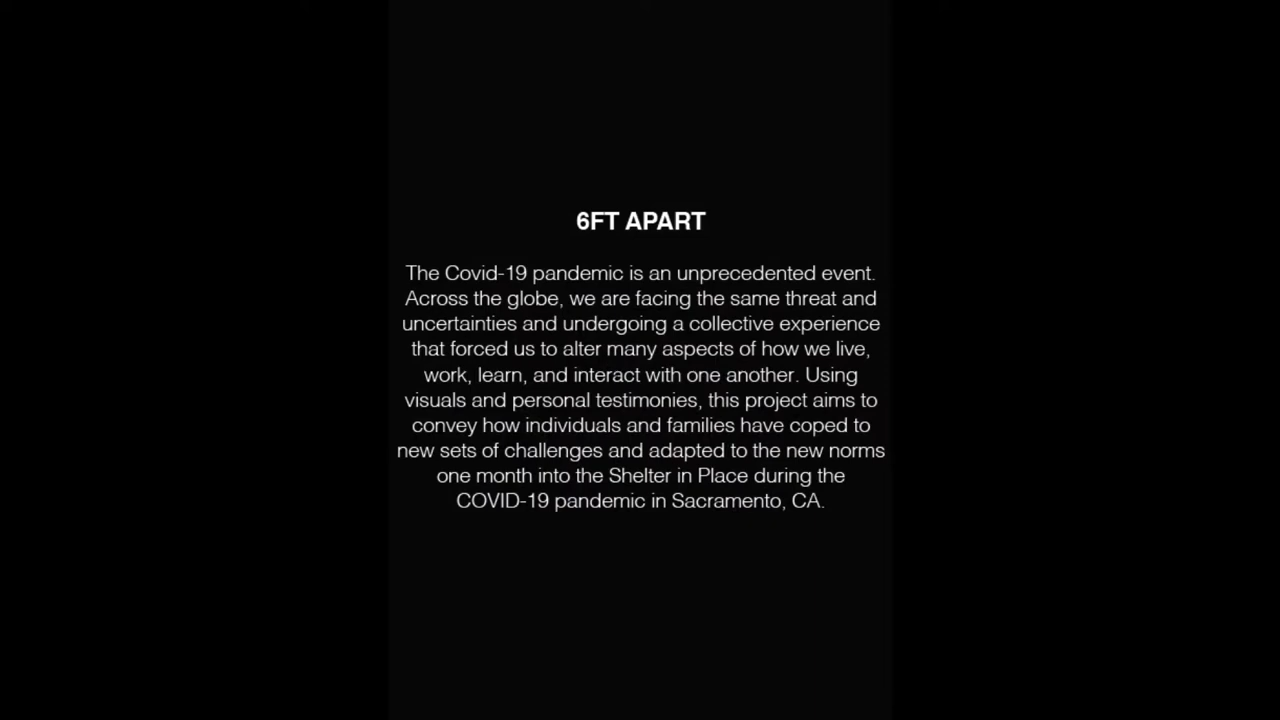 6FT APART
The Covid-19 pandemic is an unprecedented event.
Across the globe, we are facing the same threat and
uncertainties and undergoing a collective experience
that forced us to alter many aspects of how we live,
work, learn, and interact with one another. Using
visuals and personal testimonies, this project aims to
convey how individuals and families have coped to
new sets of challenges and adapted to the new norms
one month into the Shelter in Place during the
COVID-19 pandemic in Sacramento, CA.